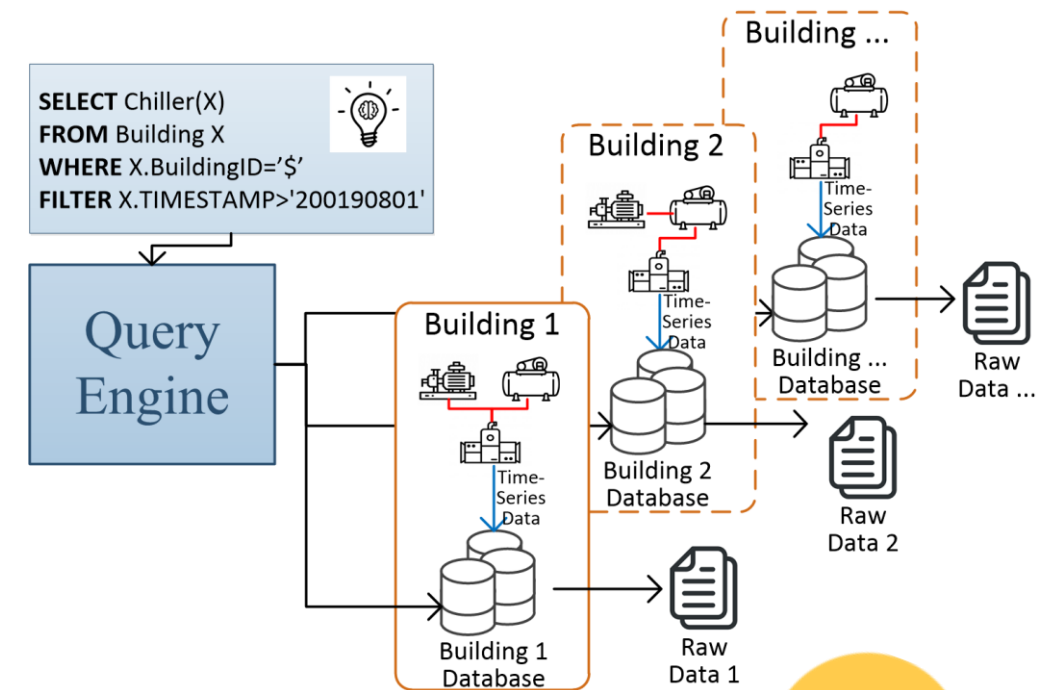 SELECT Chiller(X)
FROM Building X
WHERE X.BuildingID='$'
FILTER X.TIMESTAMP>'200190801'
Query
Engine
Building 1
Time-
Series
Data
Building 1
Database
Raw
Data 1
Building 2
Time-
Series
Data
Building 2
Database
Raw
Data 2
Building ...
Time-
Series
Data
Building ...
Database
Raw
Data ...